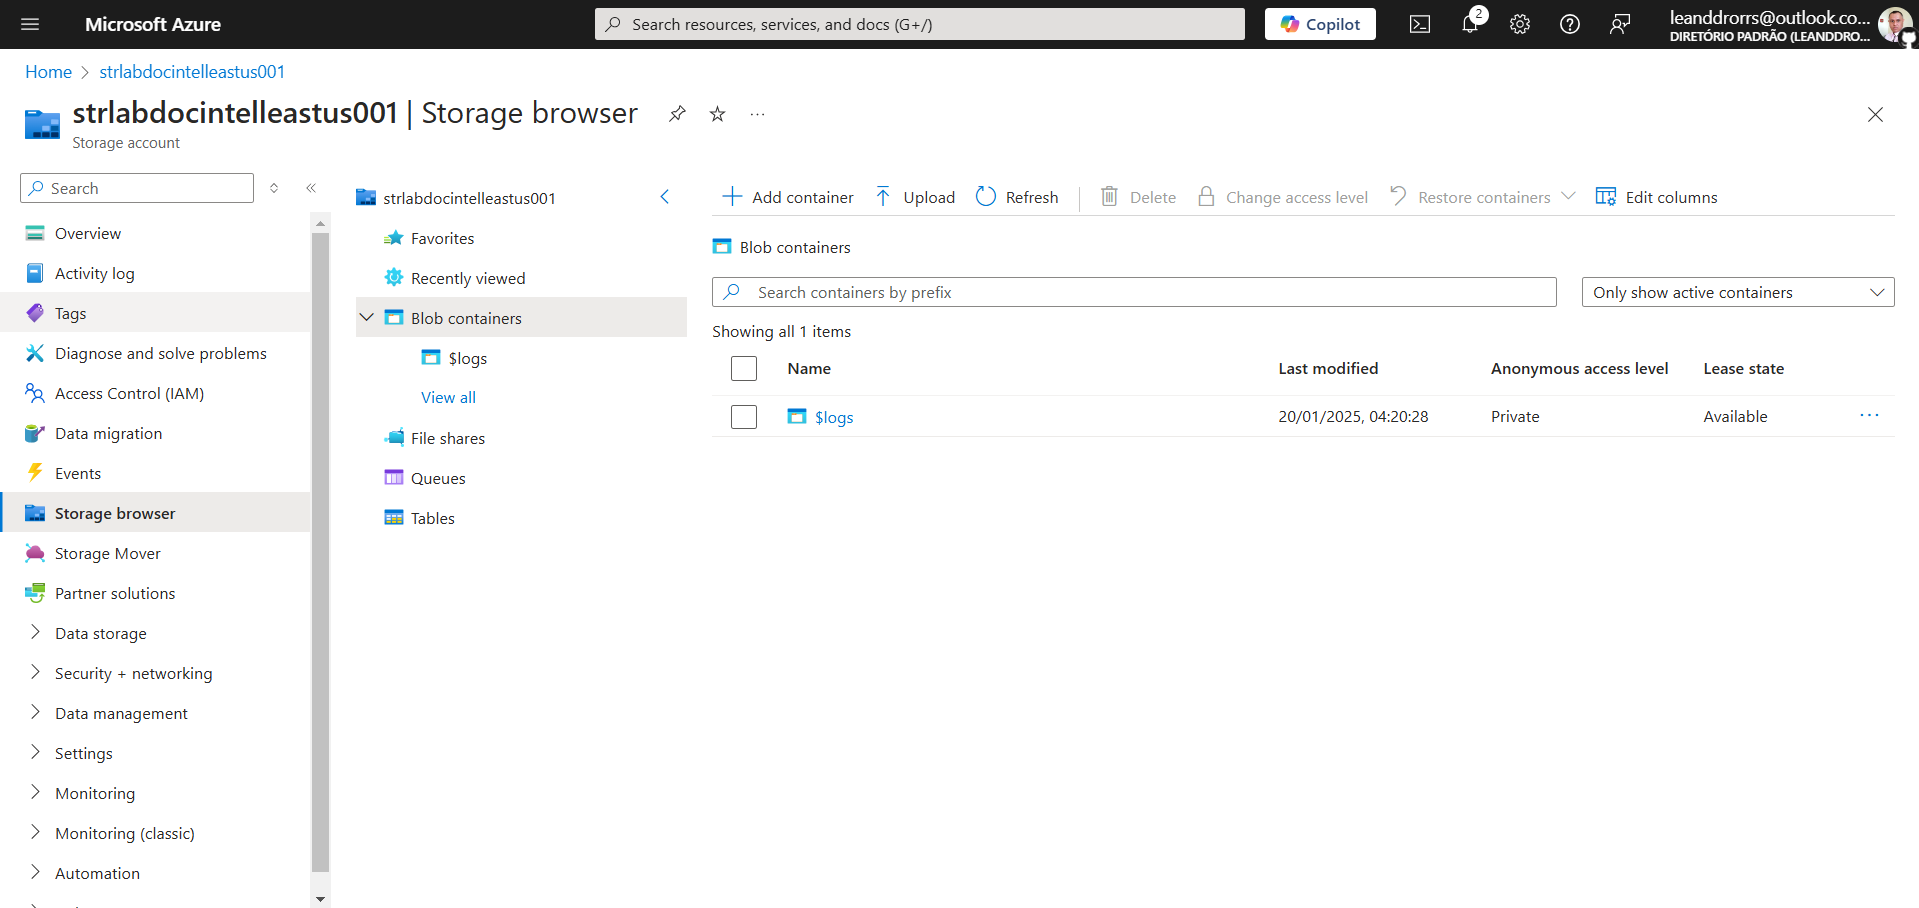 Microsoft Azure
Search resources, services, and docs (G+/)
Copilot
2
leanddrorrs@outlook.co...
DIRETÓRIO PADRÃO (LEANDDRO...
Home > strlabdocintelleastus001
strlabdocintelleastus001 | Storage browser
...
Storage account
Search
Overview
Activity log
Tags
Diagnose and solve problems
Access Control (IAM)
Data migration
Events
Storage browser
Storage Mover
Partner solutions
Data storage
Security + networking
Data management
Settings
Monitoring
Monitoring (classic)
Automation
strlabdocintelleastus001
Favorites
Recently viewed
Blob containers
$logs
View all
File shares
Queues
Tables
Add container
Upload
Refresh
Delete
Change access level
Restore containers
Edit columns
Blob containers
Search containers by prefix
Only show active containers
Showing all 1 items
Name Last modified Anonymous access level Lease state
$logs 20/01/2025, 04:20:28 Private Available ...